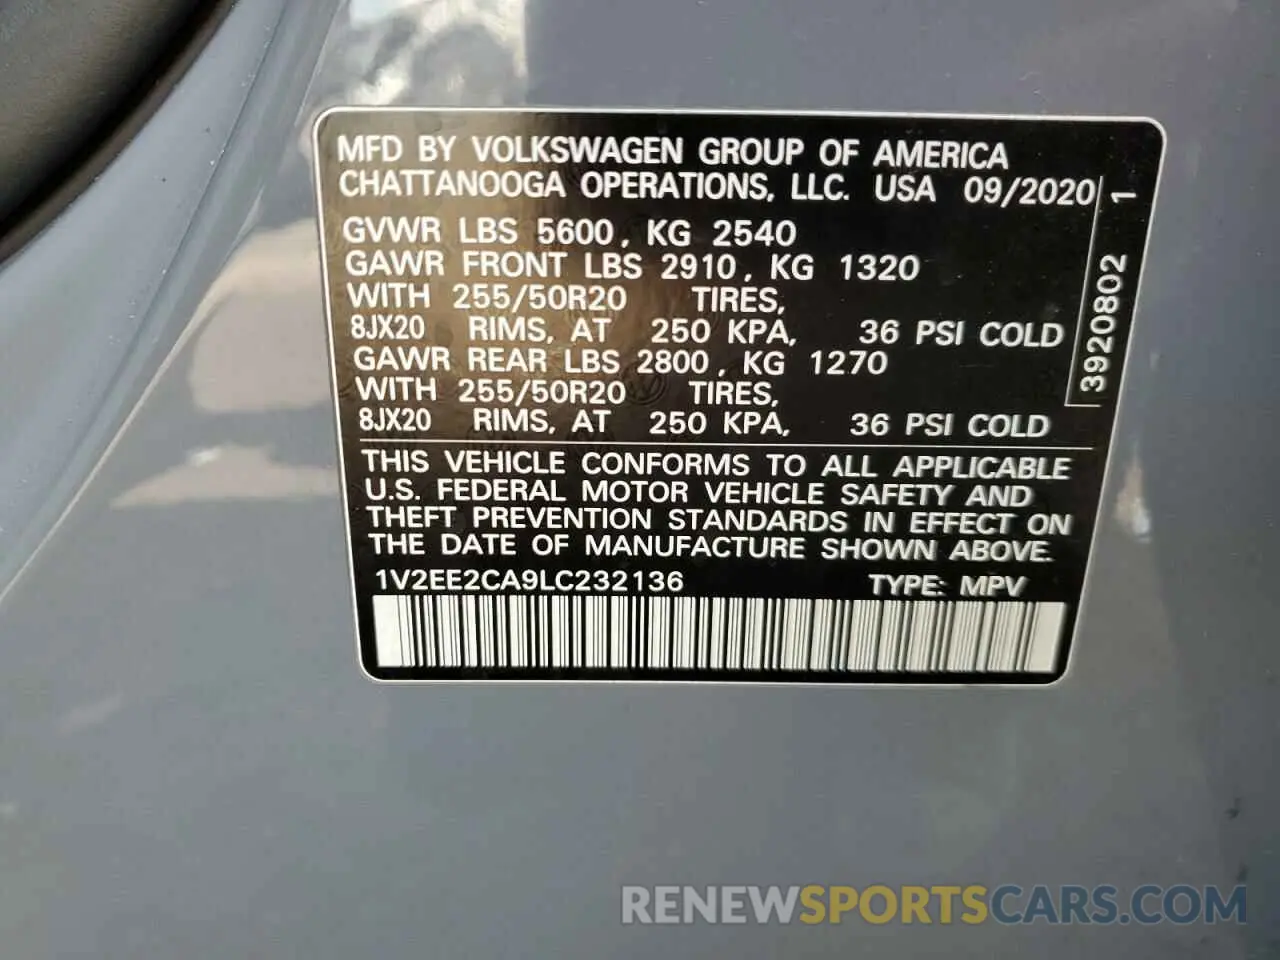 MFD BY VOLKSWAGEN GROUP OF AMERICA
CHATTANOOGA OPERATIONS, LLC. USA 09/2020
GVWR LBS 5600, KG 2540
GAWR FRONT LBS 2910, KG 1320
WITH 255/50R20 TIRES,
8JX20 RIMS, AT 250 KPA, 36 PSI COLD
GAWR REAR LBS 2800, KG 1270
WITH 255/50R20 TIRES,
8JX20 RIMS, AT 250 KPA, 36 PSI COLD
3920802 1
THIS VEHICLE CONFORMS TO ALL APPLICABLE
U.S. FEDERAL MOTOR VEHICLE SAFETY AND
THEFT PREVENTION STANDARDS IN EFFECT ON
THE DATE OF MANUFACTURE SHOWN ABOVE.
1V2EE2CA9LC232136 TYPE: MPV
RENEWSPORTSCARS.COM